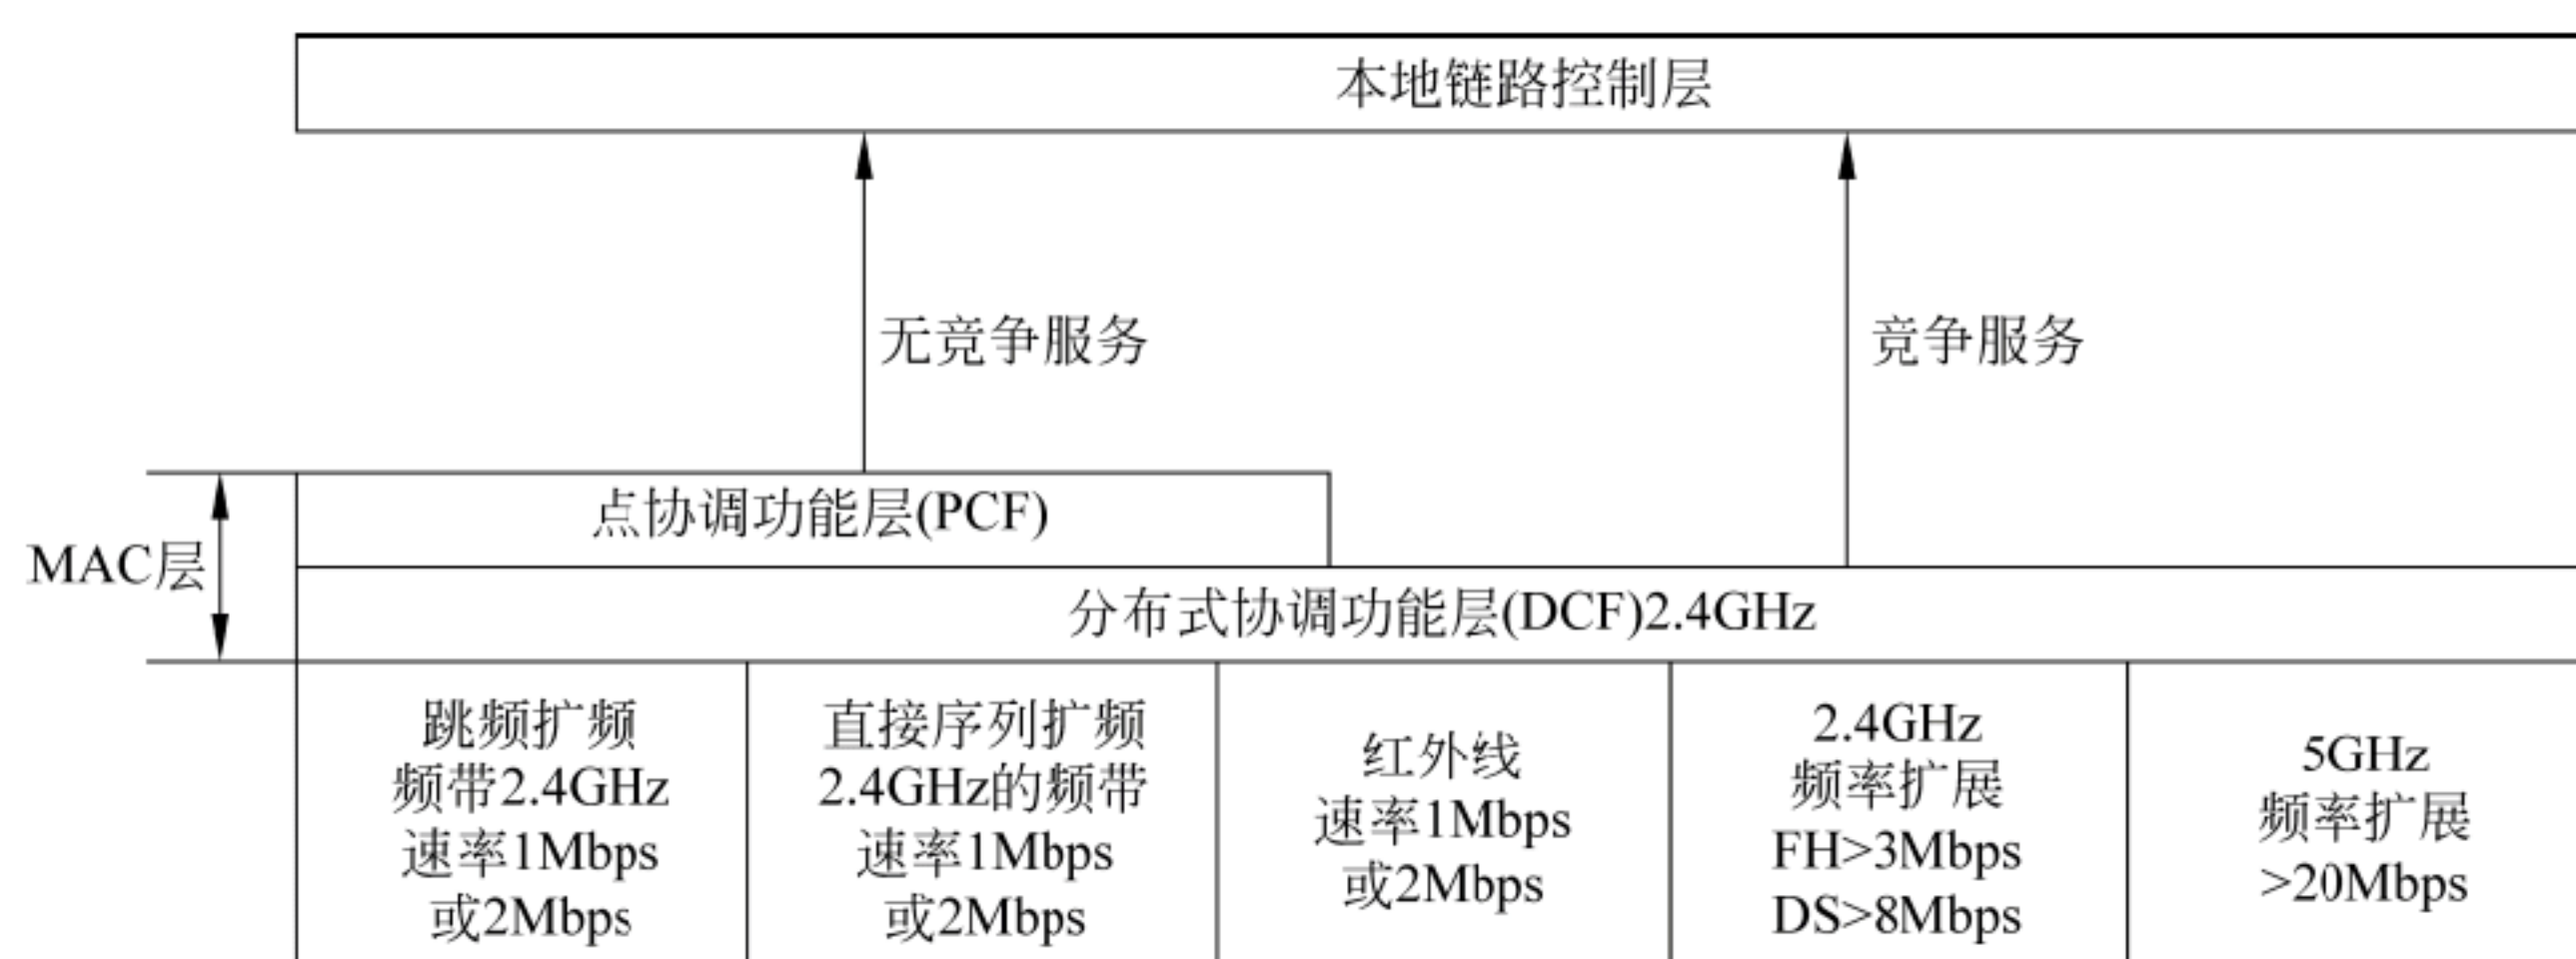 本地链路控制层
无竞争服务
竞争服务
点协调功能层(PCF)
MAC层
分布式协调功能层(DCF)2.4GHz
跳频扩频
频带2.4GHz
速率1Mbps
或2Mbps
直接序列扩频
2.4GHz的频带
速率1Mbps
或2Mbps
红外线
速率1Mbps
或2Mbps
2.4GHz
频率扩展
FH>3Mbps
DS>8Mbps
5GHz
频率扩展
>20Mbps